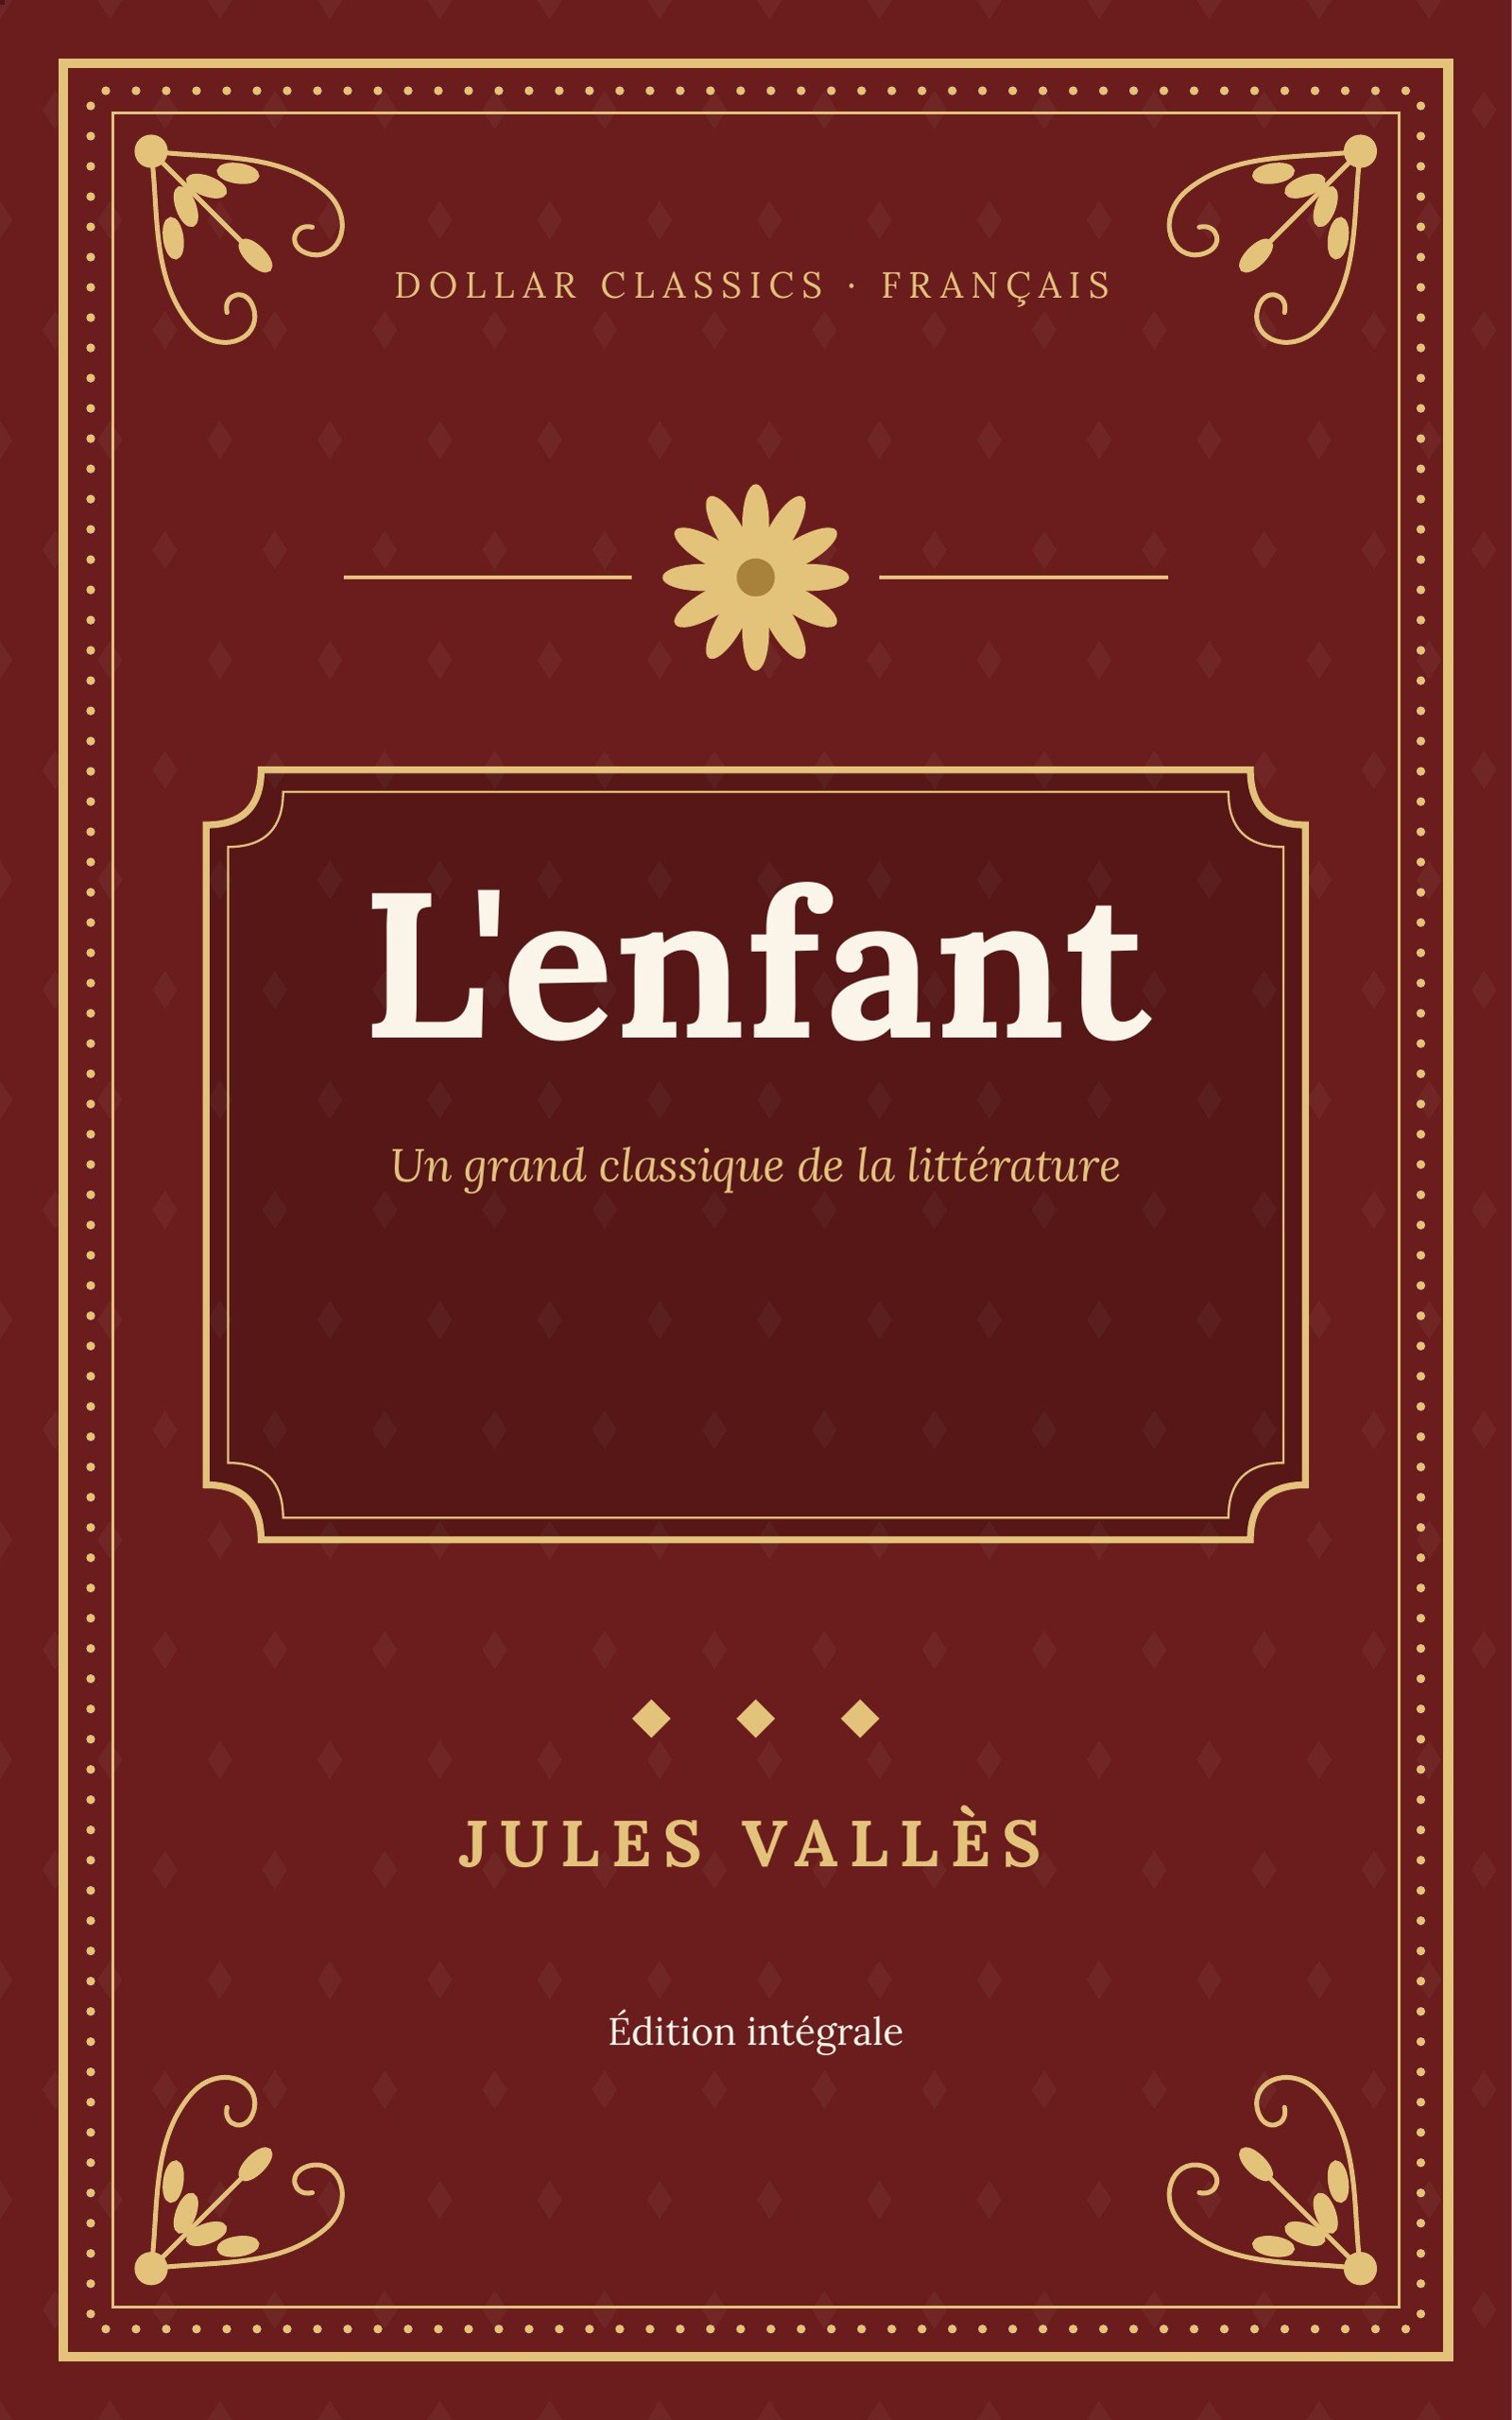 DOLLAR CLASSICS · FRANÇAIS
L'enfant
Un grand classique de la littérature
JULES VALLÈS
Édition intégrale